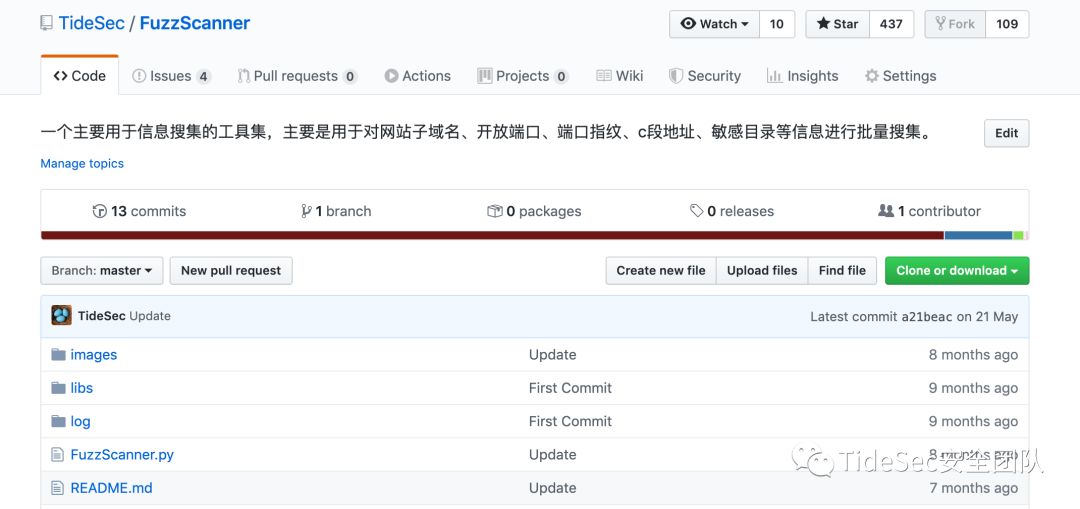 TideSec / FuzzScanner
Watch 10 Star 437 Fork 109
Code Issues 4 Pull requests 0 Actions Projects 0 Wiki Security Insights Settings
一个主要用于信息搜集的工具集，主要是用于对网站子域名、开放端口、端口指纹、c段地址、敏感目录等信息进行批量搜集。 Edit
Manage topics
13 commits 1 branch 0 packages 0 releases 1 contributor
Branch: master New pull request Create new file Upload files Find file Clone or download
TideSec Update Latest commit a21beac on 21 May
images Update 8 months ago
libs First Commit 9 months ago
log First Commit 9 months ago
FuzzScanner.py Update 8 months ago
TideSec安全团队
README.md Update 7 months ago